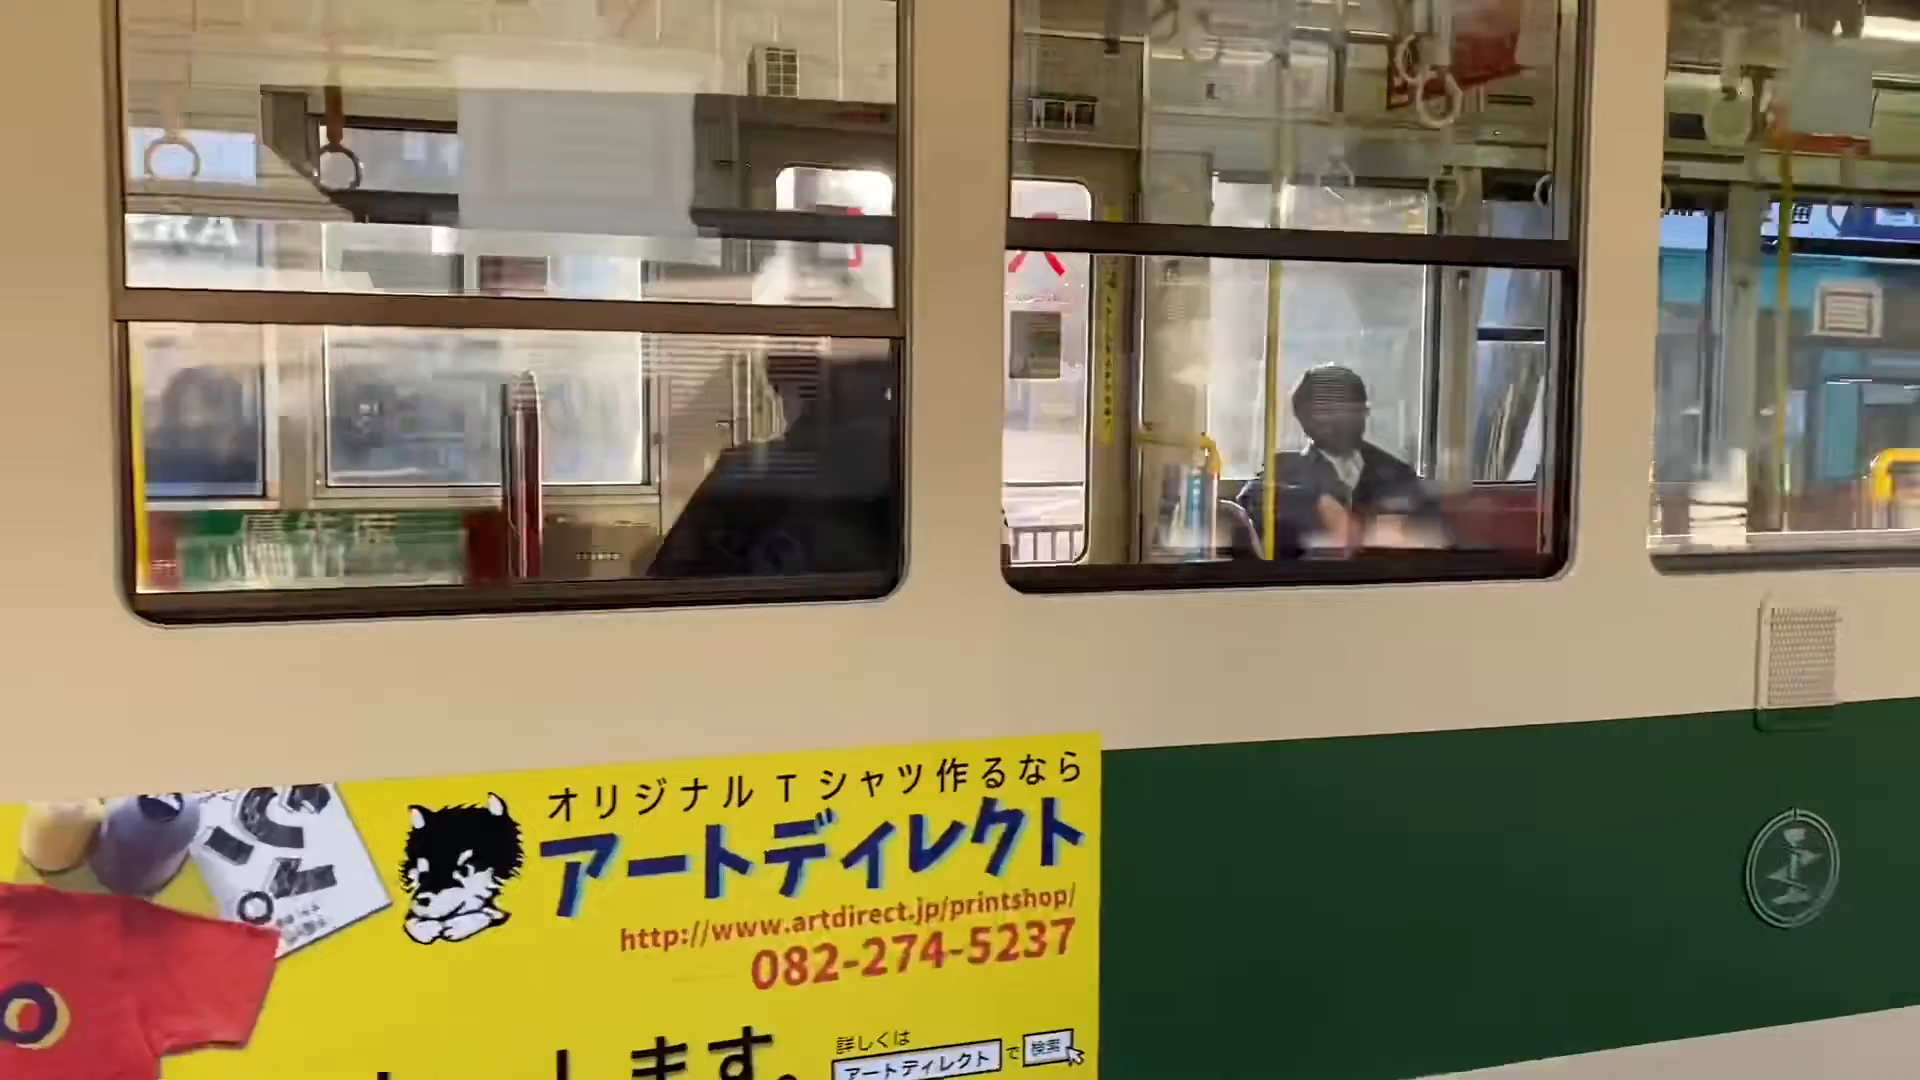 オリジナルTシャツ作るなら
アートディレクト
http://www.artdirect.jp/printshop/
082-274-5237
します。
詳しくは
アートディレクト で 検索